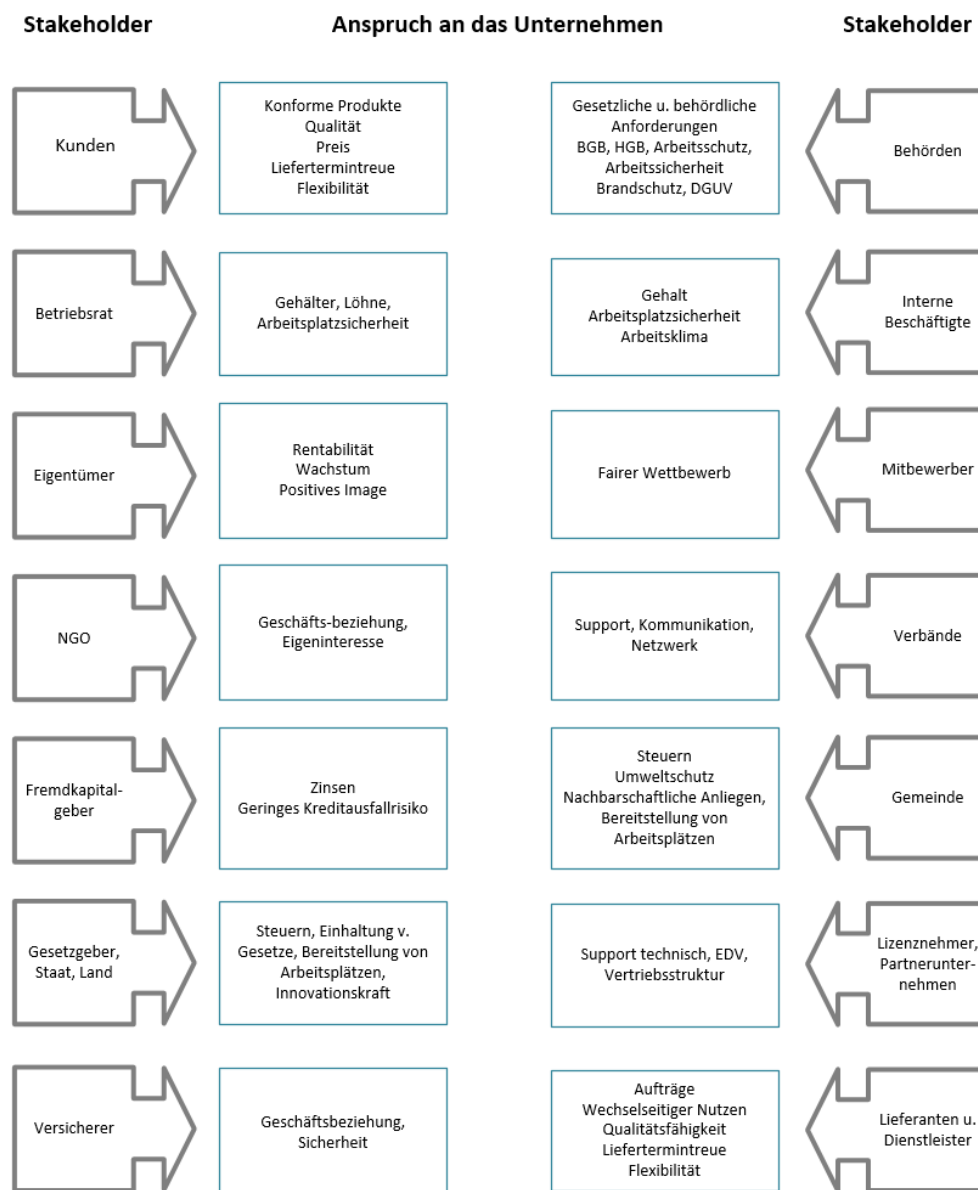 Stakeholder
Anspruch an das Unternehmen
Stakeholder
Kunden
Konforme Produkte
Qualität
Preis
Liefertermintreue
Flexibilität
Gesetzliche u. behördliche
Anforderungen
BGB, HGB, Arbeitsschutz,
Arbeitssicherheit
Brandschutz, DGUV
Behörden
Betriebsrat
Gehälter, Löhne,
Arbeitsplatzsicherheit
Gehalt
Arbeitsplatzsicherheit
Arbeitsklima
Interne
Beschäftigte
Eigentümer
Rentabilität
Wachstum
Positives Image
Fairer Wettbewerb
Mitbewerber
NGO
Geschäfts-beziehung,
Eigeninteresse
Support, Kommunikation,
Netzwerk
Verbände
Fremdkapital-
geber
Zinsen
Geringes Kreditausfallrisiko
Steuern
Umweltschutz
Nachbarschaftliche Anliegen,
Bereitstellung von
Arbeitsplätzen
Gemeinde
Gesetzgeber,
Staat, Land
Steuern, Einhaltung v.
Gesetze, Bereitstellung von
Arbeitsplätzen,
Innovationskraft
Support technisch, EDV,
Vertriebsstruktur
Lizenznehmer,
Partnerunter-
nehmen
Versicherer
Geschäftsbeziehung,
Sicherheit
Aufträge
Wechselseitiger Nutzen
Qualitätsfähigkeit
Liefertermintreue
Flexibilität
Lieferanten u.
Dienstleister